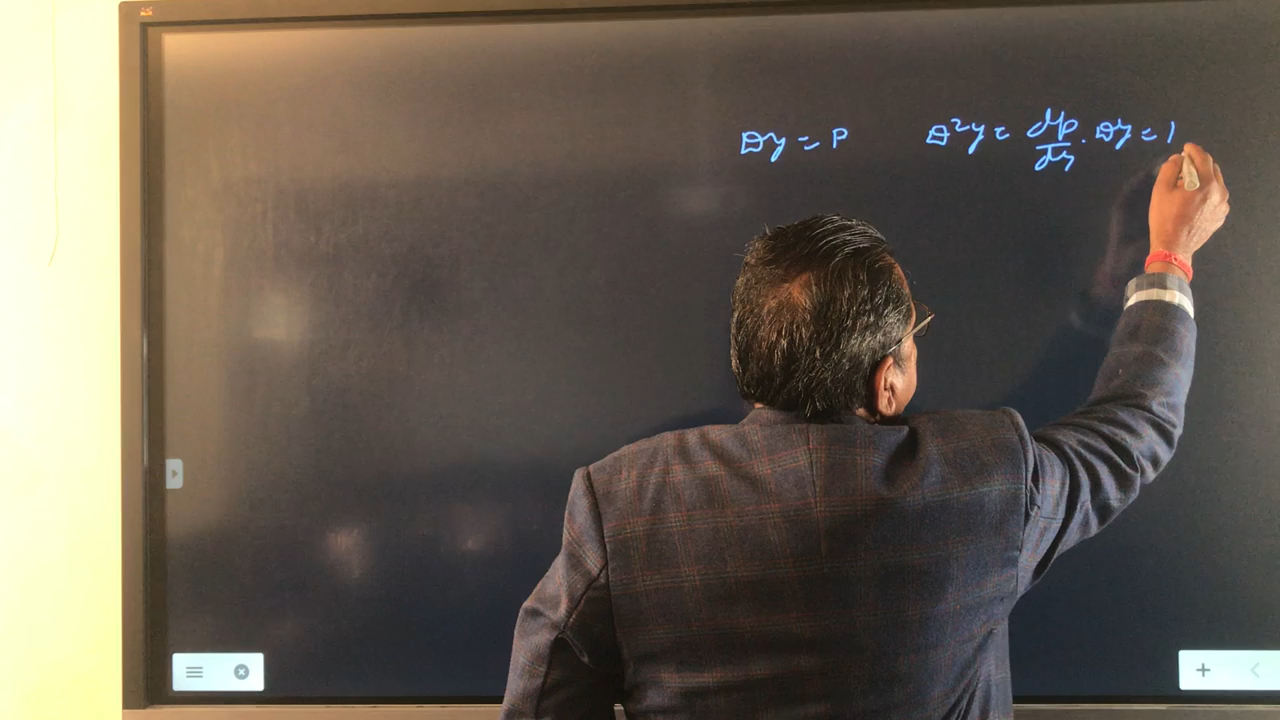 Dy = P D²y = dp/dy . Dy = 1